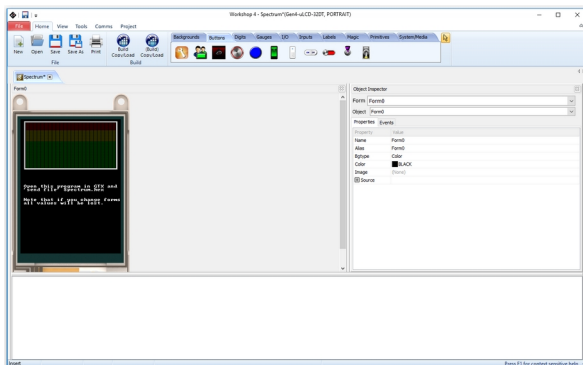 Workshop 4 - Spectrum*(Gen4-uLCD-32DT, PORTRAIT)
File Home View Tools Comms Project
Backgrounds Buttons Digits Gauges I/O Inputs Labels Magic Primitives System/Media
New Open Save Save As Print
Build Copy/Load
(Build) Copy/Load
File Build
Spectrum*
Form0
Open this program in GTX and
"send file" Spectrum.hex
Note that if you change forms
all values will be lost.
Object Inspector
Form Form0
Object Form0
Properties Events
Property Value
Name Form0
Alias Form0
Bgtype Color
Color BLACK
Image (None)
Source
Insert
Press F1 for context sensitive help